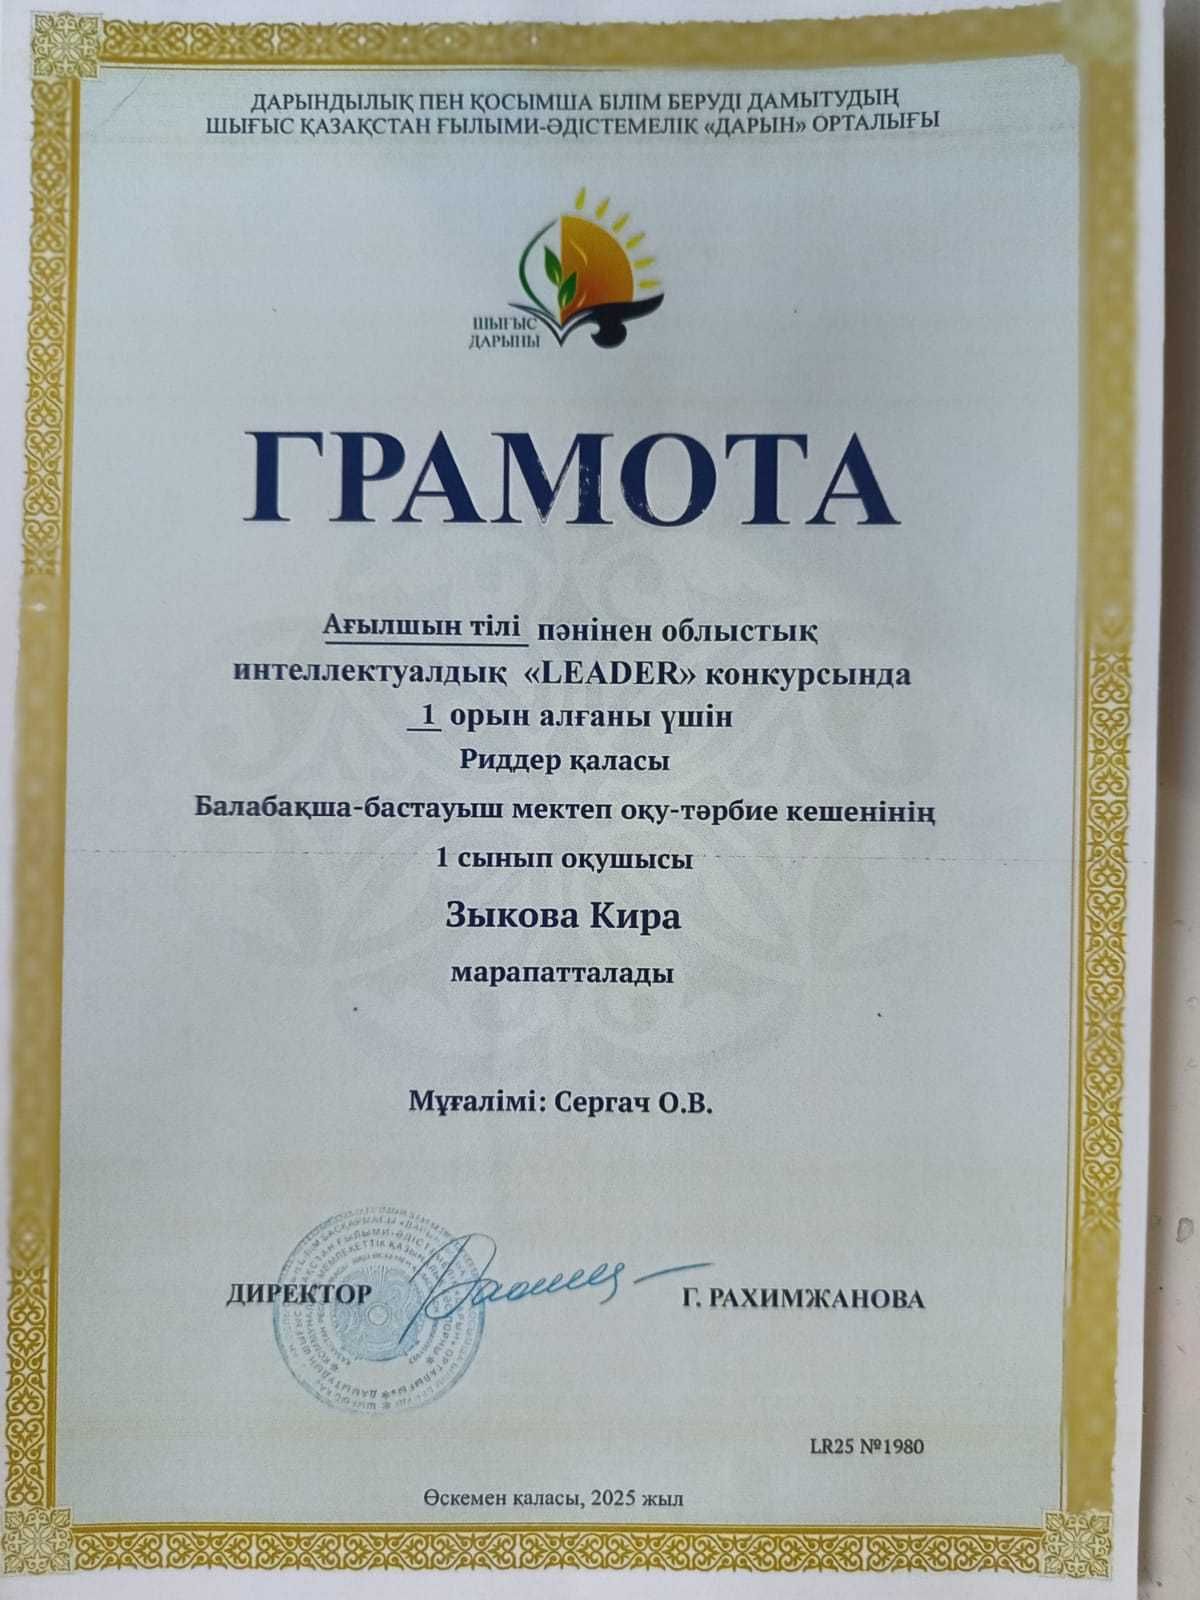 ДАРЫНДЫЛЫҚ ПЕН ҚОСЫМША БІЛІМ БЕРУДІ ДАМЫТУДЫҢ
ШЫҒЫС ҚАЗАҚСТАН ҒЫЛЫМИ-ӘДІСТЕМЕЛІК «ДАРЫН» ОРТАЛЫҒЫ
ШЫҒЫС
ДАРЫНЫ
ГРАМОТА
Ағылшын тілі пәнінен облыстық
интеллектуалдық «LEADER» конкурсында
1 орын алғаны үшін
Риддер қаласы
Балабақша-бастауыш мектеп оқу-тәрбие кешенінің
1 сынып оқушысы
Зыкова Кира
марапатталады
Мұғалімі: Сергач О.В.
ДИРЕКТОР Г. РАХИМЖАНОВА
LR25 №1980
Өскемен қаласы, 2025 жыл